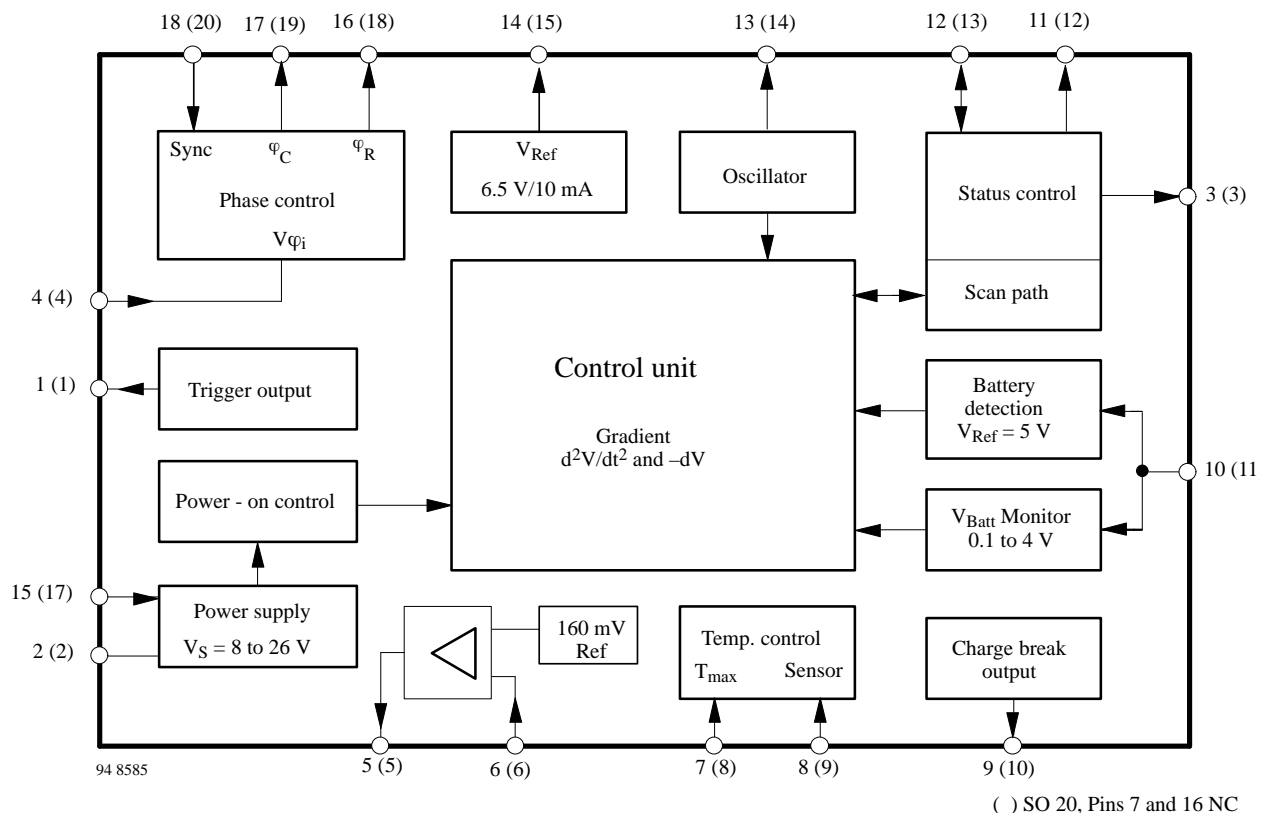 18 (20)
17 (19)
16 (18)
14 (15)
13 (14)
12 (13)
11 (12)
Sync
φC
φR
Phase control
Vφi
VRef
6.5 V/10 mA
Oscillator
Status control
Scan path
3 (3)
4 (4)
Control unit
Gradient
d²V/dt² and –dV
1 (1)
Trigger output
Battery
detection
VRef = 5 V
10 (11
Power - on control
VBatt Monitor
0.1 to 4 V
15 (17)
2 (2)
Power supply
VS = 8 to 26 V
160 mV
Ref
Temp. control
Tmax
Sensor
Charge break
output
94 8585
5 (5)
6 (6)
7 (8)
8 (9)
9 (10)
( ) SO 20, Pins 7 and 16 NC